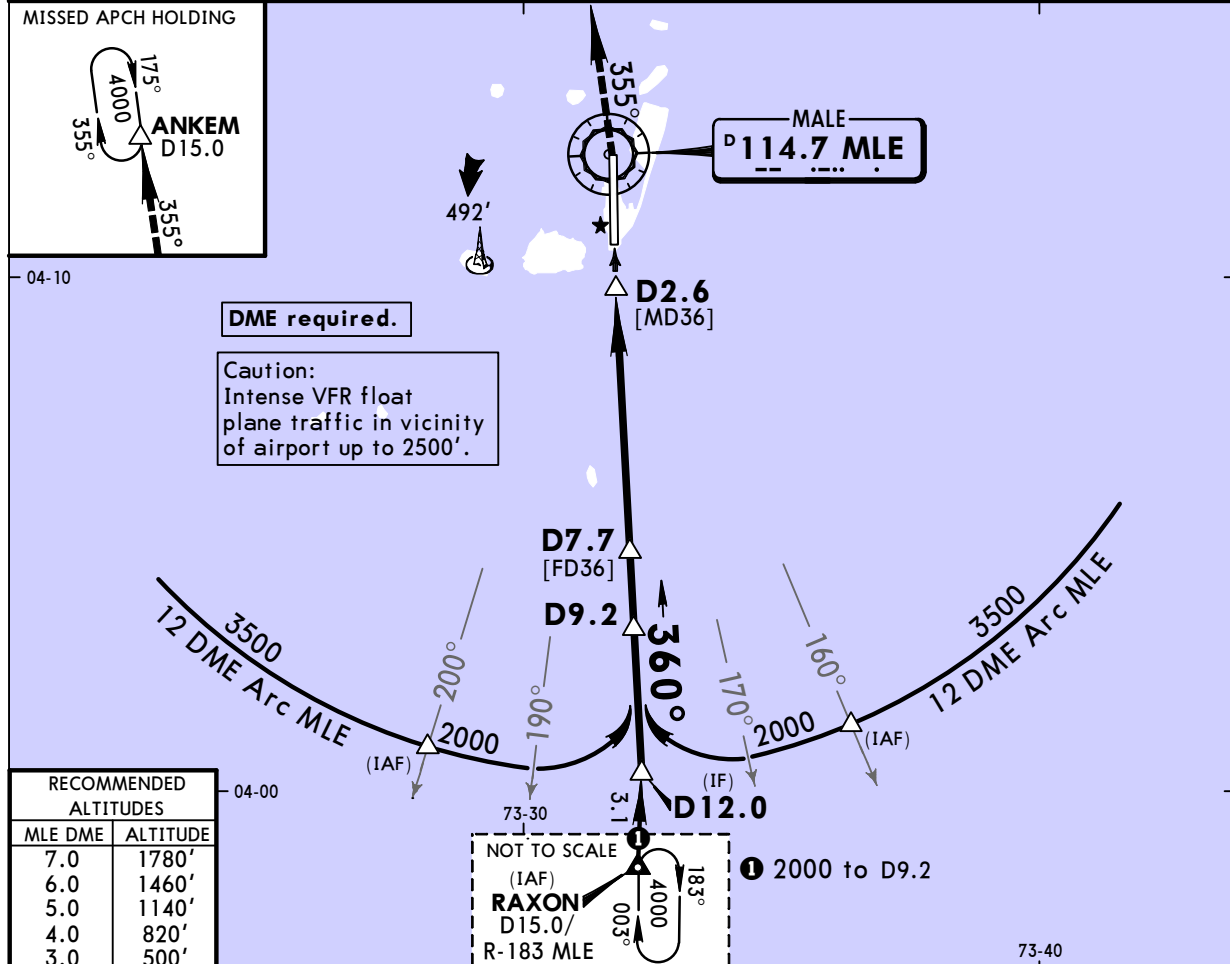 MISSED APCH HOLDING
175°
4000
355°
ANKEM
D15.0
355°
355°
MALE
D 114.7 MLE
492'
04-10
D2.6
[MD36]
DME required.
Caution:
Intense VFR float
plane traffic in vicinity
of airport up to 2500'.
D7.7
[FD36]
D9.2
360°
3500
12 DME Arc MLE
200°
190°
2000
(IAF)
170°
160°
3500
12 DME Arc MLE
2000
(IAF)
(IF)
D12.0
3.1
04-00
73-30
RECOMMENDED
ALTITUDES
MLE DME ALTITUDE
7.0 1780'
6.0 1460'
5.0 1140'
4.0 820'
3.0 500'
1
NOT TO SCALE
(IAF)
RAXON
D15.0/
R-183 MLE
183°
4000
003°
1 2000 to D9.2
73-40